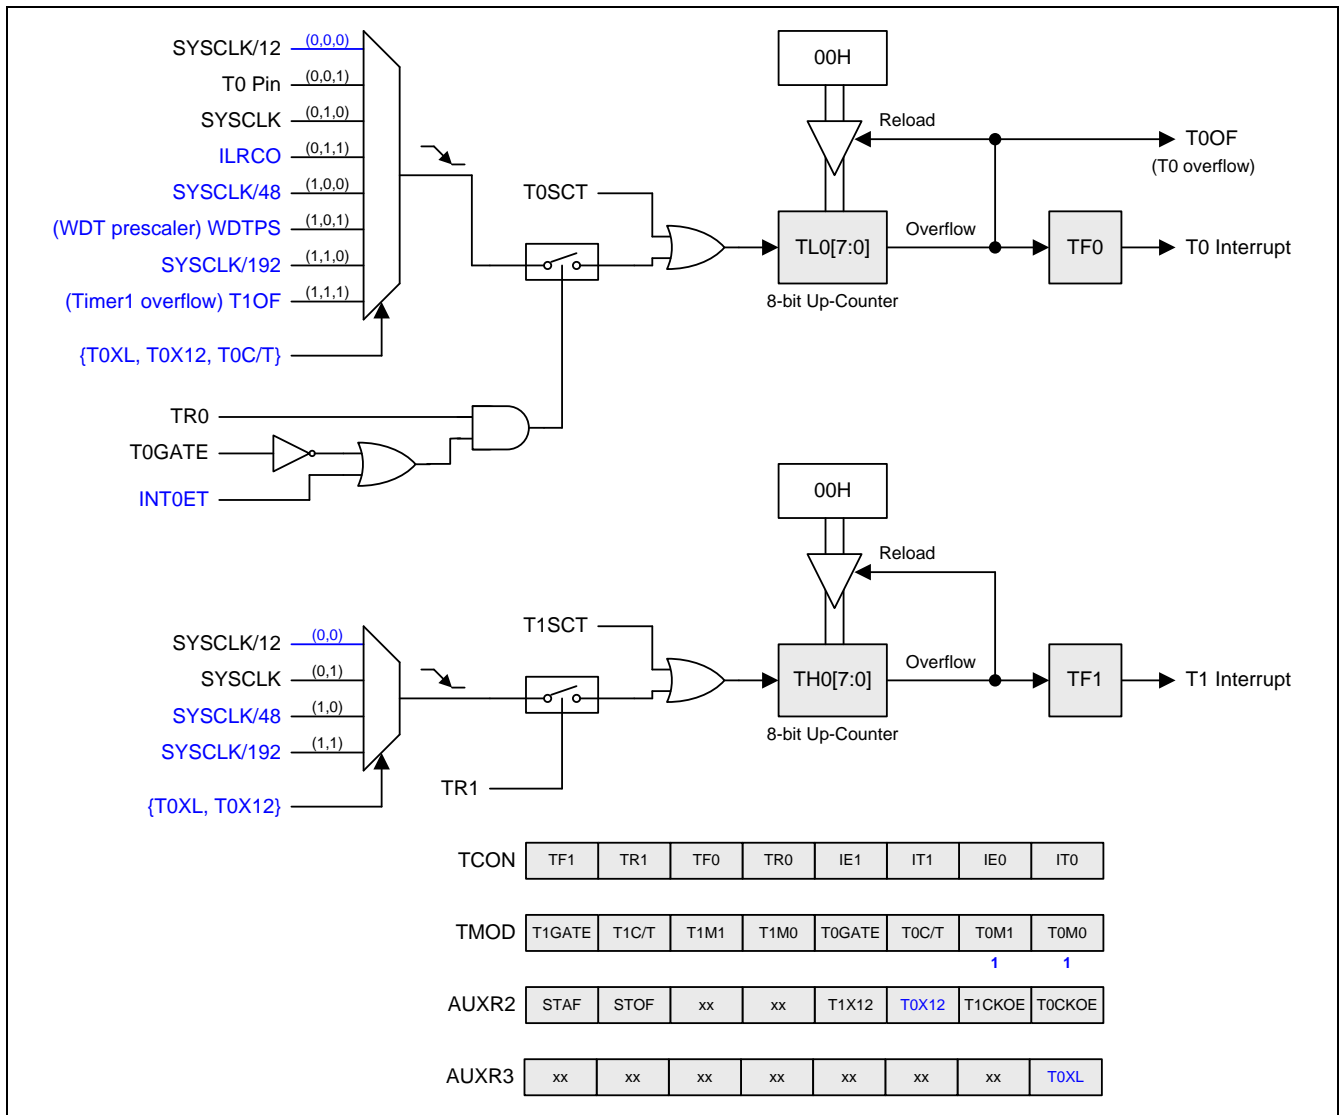 SYSCLK/12 (0,0,0)
T0 Pin (0,0,1)
SYSCLK (0,1,0)
ILRCO (0,1,1)
SYSCLK/48 (1,0,0)
(WDT prescaler) WDTPS (1,0,1)
SYSCLK/192 (1,1,0)
(Timer1 overflow) T1OF (1,1,1)
{T0XL, T0X12, T0C/T}
TR0
T0GATE
INT0ET
T0SCT
00H
Reload
TL0[7:0]
8-bit Up-Counter
Overflow
T0OF
(T0 overflow)
TF0
T0 Interrupt
SYSCLK/12 (0,0)
SYSCLK (0,1)
SYSCLK/48 (1,0)
SYSCLK/192 (1,1)
{T0XL, T0X12}
TR1
T1SCT
00H
Reload
TH0[7:0]
8-bit Up-Counter
Overflow
TF1
T1 Interrupt
TCON TF1 TR1 TF0 TR0 IE1 IT1 IE0 IT0
TMOD T1GATE T1C/T T1M1 T1M0 T0GATE T0C/T T0M1 T0M0
1 1
AUXR2 STAF STOF xx xx T1X12 T0X12 T1CKOE T0CKOE
AUXR3 xx xx xx xx xx xx xx T0XL